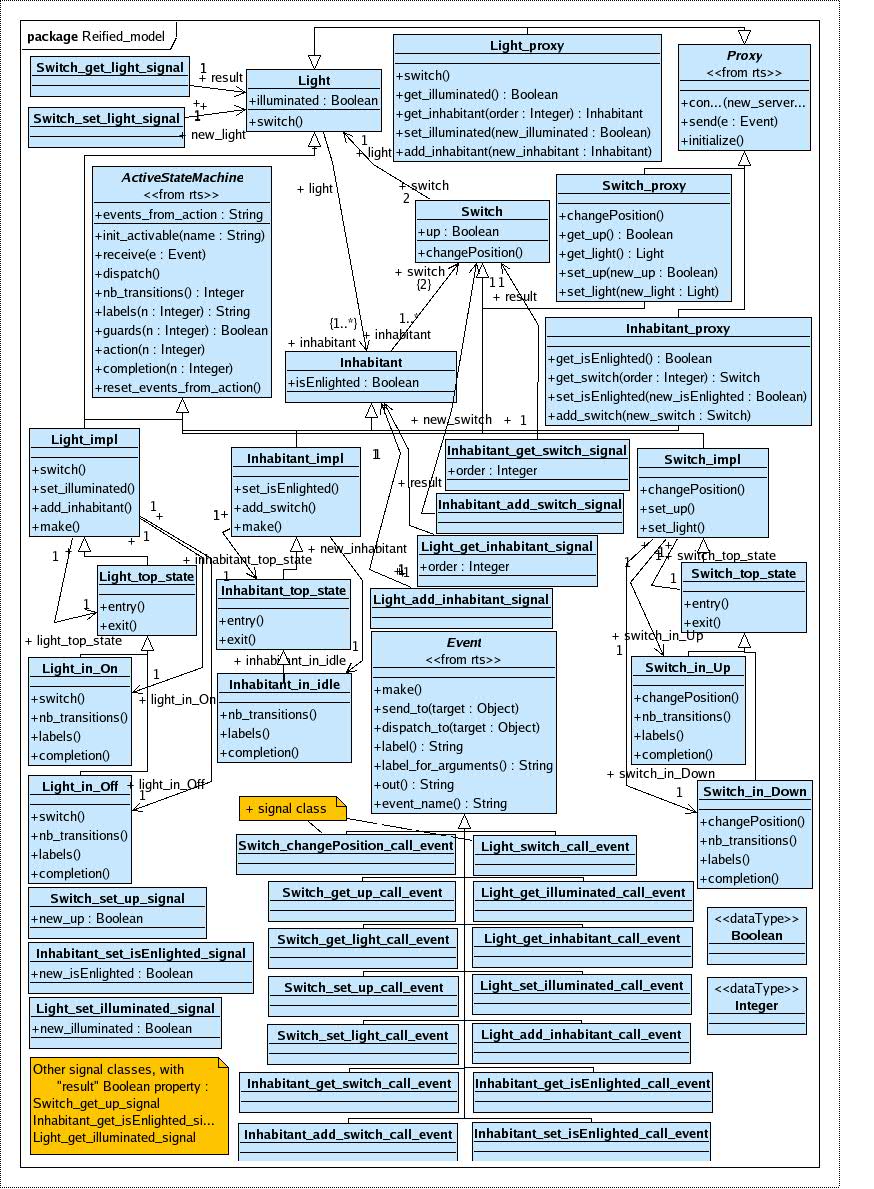 package Reified_model
Switch_get_light_signal
1
+ result
Switch_set_light_signal
+
+
1
+ new_light
Light
+illuminated : Boolean
+switch()
Light_proxy
+switch()
+get_illuminated() : Boolean
+get_inhabitant(order : Integer) : Inhabitant
+set_illuminated(new_illuminated : Boolean)
+add_inhabitant(new_inhabitant : Inhabitant)
Proxy
<<from rts>>
+con...(new_server...
+send(e : Event)
+initialize()
1
+ light
+ light
+ switch
2
ActiveStateMachine
<<from rts>>
+events_from_action : String
+init_activable(name : String)
+receive(e : Event)
+dispatch()
+nb_transitions() : Integer
+labels(n : Integer) : String
+guards(n : Integer) : Boolean
+action(n : Integer)
+completion(n : Integer)
+reset_events_from_action()
Switch
+up : Boolean
+changePosition()
Switch_proxy
+changePosition()
+get_up() : Boolean
+get_light() : Light
+set_up(new_up : Boolean)
+set_light(new_light : Light)
+ switch
{2}
1
1
+ result
{1..*}
+ inhabitant
1..*
+ inhabitant
Inhabitant
+isEnlighted : Boolean
Inhabitant_proxy
+get_isEnlighted() : Boolean
+get_switch(order : Integer) : Switch
+set_isEnlighted(new_isEnlighted : Boolean)
+add_switch(new_switch : Switch)
+ new_switch
+
1
Light_impl
+switch()
+set_illuminated()
+add_inhabitant()
+make()
Inhabitant_impl
+set_isEnlighted()
+add_switch()
+make()
1
+ result
Inhabitant_get_switch_signal
+order : Integer
Inhabitant_add_switch_signal
Switch_impl
+changePosition()
+set_up()
+set_light()
1
+
1
+
+
1
1+
+ inhabitant_top_state
1
+ new_inhabitant
Light_get_inhabitant_signal
+order : Integer
Light_add_inhabitant_signal
1
+ switch_top_state
1
Light_top_state
+entry()
+exit()
1
+ light_top_state
Inhabitant_top_state
+entry()
+exit()
+ inhabitant_in_idle
1
Switch_top_state
+entry()
+exit()
+ switch_in_Up
1
Light_in_On
+switch()
+nb_transitions()
+labels()
+completion()
1
+ light_in_On
Inhabitant_in_idle
+nb_transitions()
+labels()
+completion()
Event
<<from rts>>
+make()
+send_to(target : Object)
+dispatch_to(target : Object)
+label() : String
+label_for_arguments() : String
+out() : String
+event_name() : String
Switch_in_Up
+changePosition()
+nb_transitions()
+labels()
+completion()
+ switch_in_Down
1
Light_in_Off
+switch()
+nb_transitions()
+labels()
+completion()
+ light_in_Off
1
Switch_in_Down
+changePosition()
+nb_transitions()
+labels()
+completion()
+ signal class
Switch_changePosition_call_event
Light_switch_call_event
Switch_get_up_call_event
Light_get_illuminated_call_event
Switch_get_light_call_event
Light_get_inhabitant_call_event
Switch_set_up_call_event
Light_set_illuminated_call_event
Switch_set_light_call_event
Light_add_inhabitant_call_event
Inhabitant_get_switch_call_event
Inhabitant_get_isEnlighted_call_event
Inhabitant_add_switch_call_event
Inhabitant_set_isEnlighted_call_event
Switch_set_up_signal
+new_up : Boolean
Inhabitant_set_isEnlighted_signal
+new_isEnlighted : Boolean
Light_set_illuminated_signal
+new_illuminated : Boolean
<<dataType>>
Boolean
<<dataType>>
Integer
Other signal classes, with
"result" Boolean property :
Switch_get_up_signal
Inhabitant_get_isEnlighted_si...
Light_get_illuminated_signal